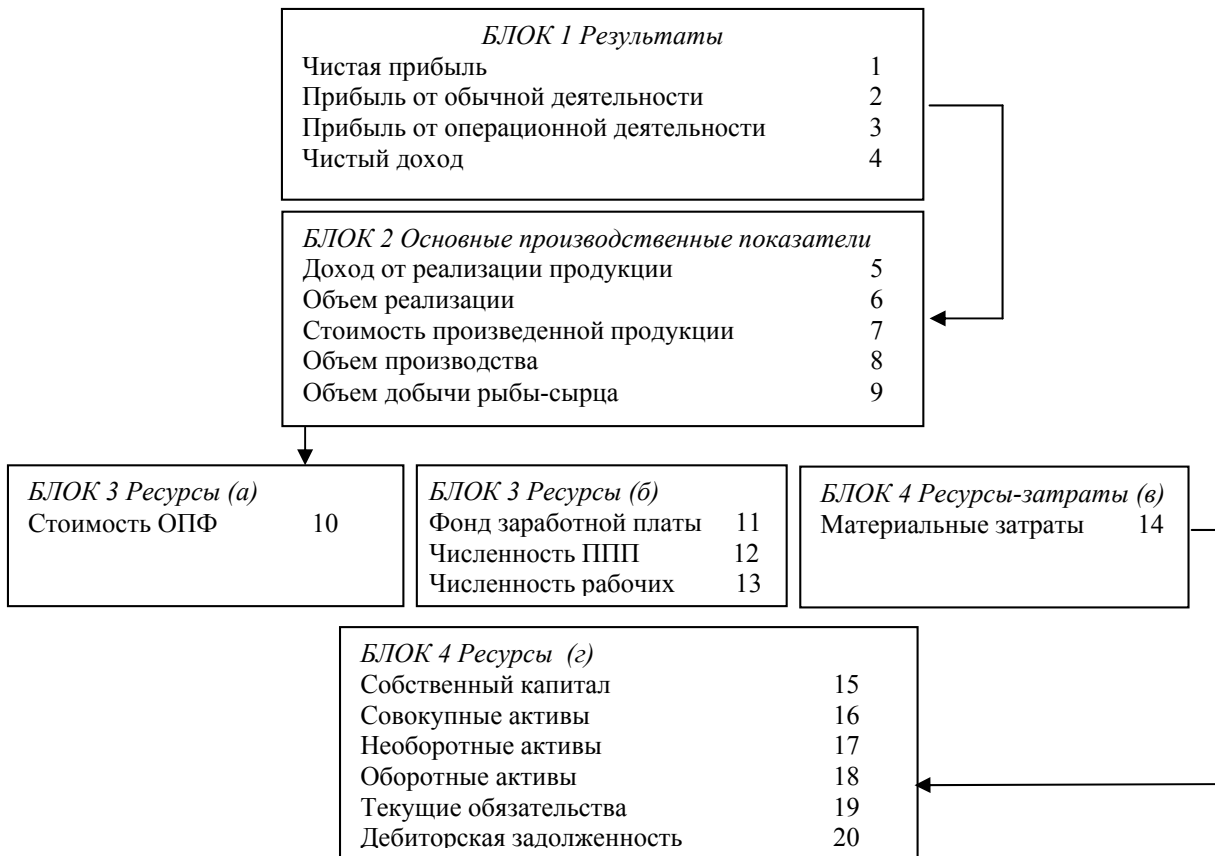 БЛОК 1 Результаты
Чистая прибыль 1
Прибыль от обычной деятельности 2
Прибыль от операционной деятельности 3
Чистый доход 4
БЛОК 2 Основные производственные показатели
Доход от реализации продукции 5
Объем реализации 6
Стоимость произведенной продукции 7
Объем производства 8
Объем добычи рыбы-сырца 9
БЛОК 3 Ресурсы (а)
Стоимость ОПФ 10
БЛОК 3 Ресурсы (б)
Фонд заработной платы 11
Численность ППП 12
Численность рабочих 13
БЛОК 4 Ресурсы-затраты (в)
Материальные затраты 14
БЛОК 4 Ресурсы (г)
Собственный капитал 15
Совокупные активы 16
Необоротные активы 17
Оборотные активы 18
Текущие обязательства 19
Дебиторская задолженность 20